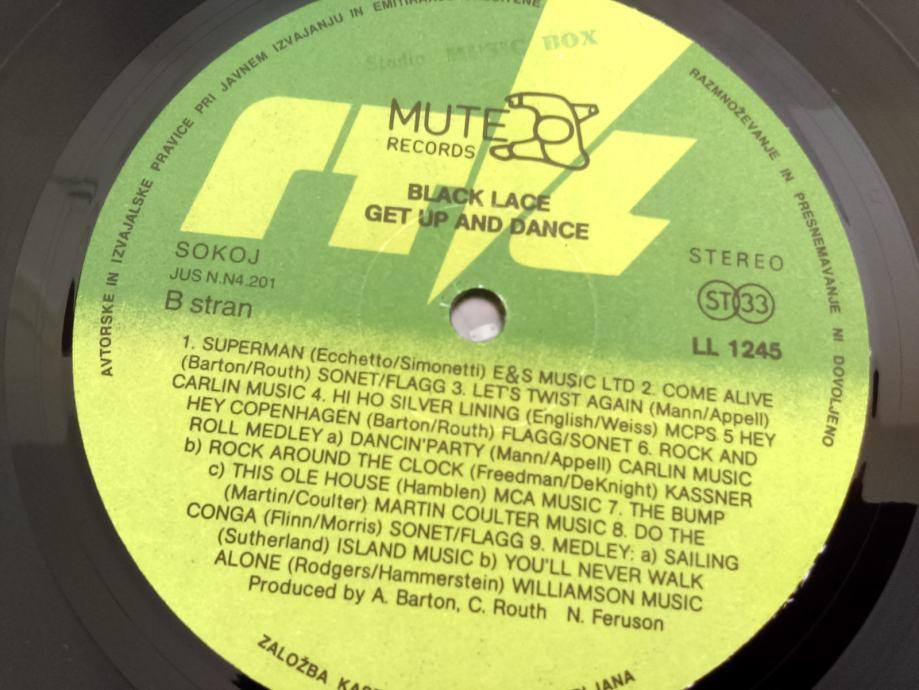 AVTORSKE IN IZVAJALSKE PRAVICE PRI JAVNEM IZVAJANJU IN EMITIRANJU
RAZMNOŽEVANJE IN PRESNEMAVANJE NI DOVOLJENO
Studio MUSIC BOX
rtlt
MUTE
RECORDS
BLACK LACE
GET UP AND DANCE
SOKOJ
JUS N.N4.201
B stran
STEREO
ST 33
LL 1245
1. SUPERMAN (Ecchetto/Simonetti) E&S MUSIC LTD 2. COME ALIVE
(Barton/Routh) SONET/FLAGG 3. LET'S TWIST AGAIN (Mann/Appell)
CARLIN MUSIC 4. HI HO SILVER LINING (English/Weiss) MCPS 5 HEY
HEY COPENHAGEN (Barton/Routh) FLAGG/SONET 6. ROCK AND
ROLL MEDLEY a) DANCIN'PARTY (Mann/Appell) CARLIN MUSIC
b) ROCK AROUND THE CLOCK (Freedman/DeKnight) KASSNER
c) THIS OLE HOUSE (Hamblen) MCA MUSIC 7. THE BUMP
(Martin/Coulter) MARTIN COULTER MUSIC 8. DO THE
CONGA (Flinn/Morris) SONET/FLAGG 9. MEDLEY: a) SAILING
(Sutherland) ISLAND MUSIC b) YOU'LL NEVER WALK
ALONE (Rodgers/Hammerstein) WILLIAMSON MUSIC
Produced by A. Barton, C. Routh N. Feruson
ZALOŽBA